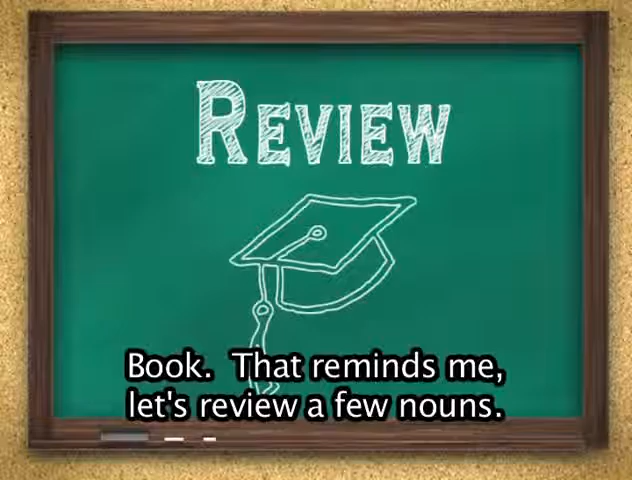 REVIEW
Book.  That reminds me,
let's review a few nouns.